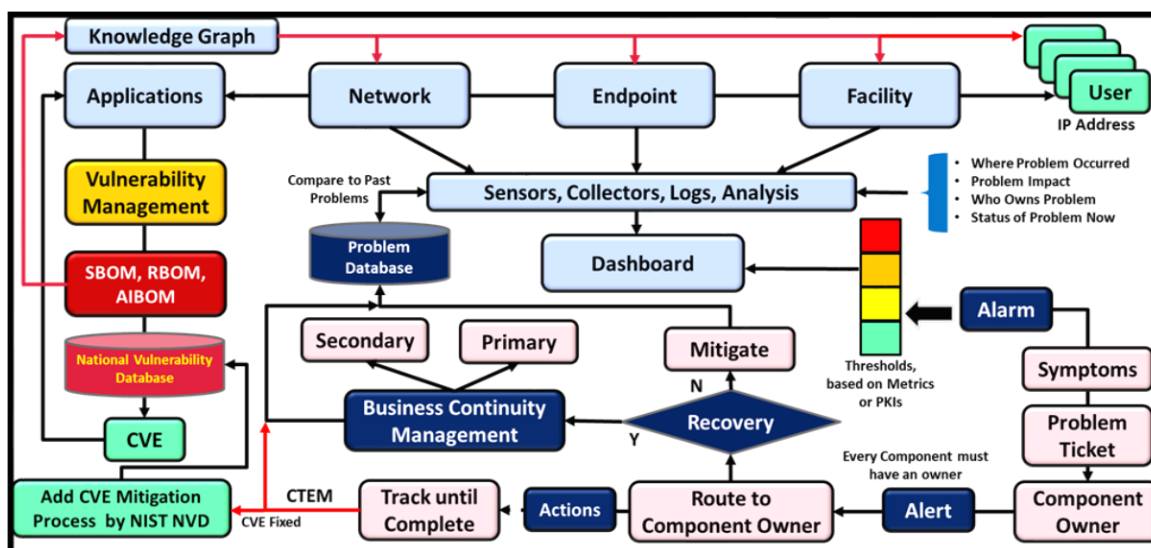 Knowledge Graph
Applications
Network
Endpoint
Facility
User
IP Address
Vulnerability
Management
Compare to Past
Problems
Sensors, Collectors, Logs, Analysis
• Where Problem Occurred
• Problem Impact
• Who Owns Problem
• Status of Problem Now
Problem
Database
Dashboard
SBOM, RBOM,
AIBOM
Alarm
Secondary
Primary
Mitigate
Thresholds,
based on Metrics
or PKIs
Symptoms
National Vulnerability
Database
N
Business Continuity
Management
Y
Recovery
Problem
Ticket
CVE
Every Component must
have an owner
Add CVE Mitigation
Process by NIST NVD
CVE Fixed
CTEM
Track until
Complete
Actions
Route to
Component Owner
Alert
Component
Owner